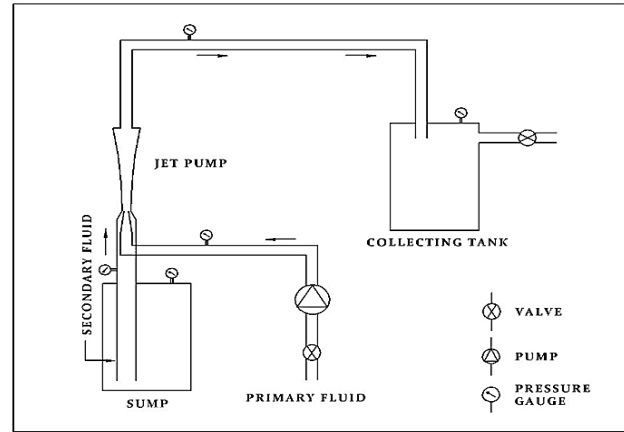 JET PUMP
SECONDARY FLUID
COLLECTING TANK
VALVE
PUMP
PRESSURE
GAUGE
SUMP
PRIMARY FLUID